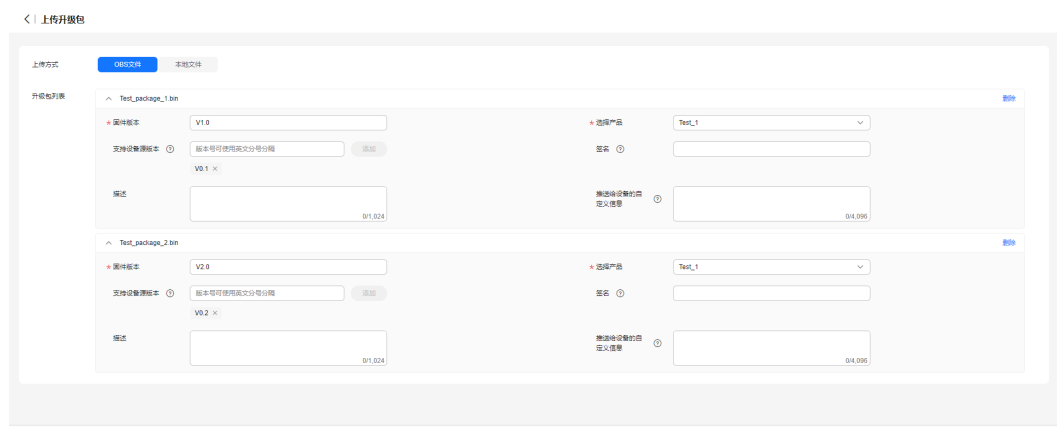 上传升级包
上传方式
OBS文件
本地文件
升级包列表
Test_package_1.bin
删除
* 固件版本
V1.0
* 选择产品
Test_1
支持设备源版本
版本号可使用英文分号分隔
添加
签名
V0.1 ×
描述
0/1,024
推送给设备的自
定义信息
0/4,096
Test_package_2.bin
删除
* 固件版本
V2.0
* 选择产品
Test_1
支持设备源版本
版本号可使用英文分号分隔
添加
签名
V0.2 ×
描述
0/1,024
推送给设备的自
定义信息
0/4,096